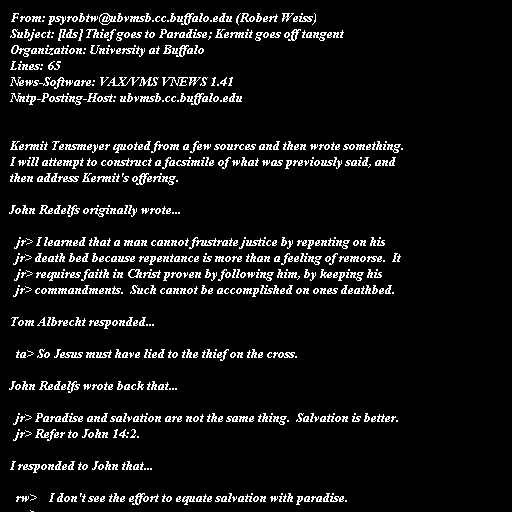 From: psyrobtw@ubvmsb.cc.buffalo.edu (Robert Weiss)
Subject: [lds] Thief goes to Paradise; Kermit goes off tangent
Organization: University at Buffalo
Lines: 65
News-Software: VAX/VMS VNEWS 1.41
Nntp-Posting-Host: ubvmsb.cc.buffalo.edu
Kermit Tensmeyer quoted from a few sources and then wrote something.
I will attempt to construct a facsimile of what was previously said, and
then address Kermit's offering.
John Redelfs originally wrote...
jr> I learned that a man cannot frustrate justice by repenting on his
jr> death bed because repentance is more than a feeling of remorse.  It
jr> requires faith in Christ proven by following him, by keeping his
jr> commandments.  Such cannot be accomplished on ones deathbed.
Tom Albrecht responded...
ta> So Jesus must have lied to the thief on the cross.
John Redelfs wrote back that...
jr> Paradise and salvation are not the same thing.  Salvation is better.
jr> Refer to John 14:2.
I responded to John that...
rw>    I don't see the effort to equate salvation with paradise.